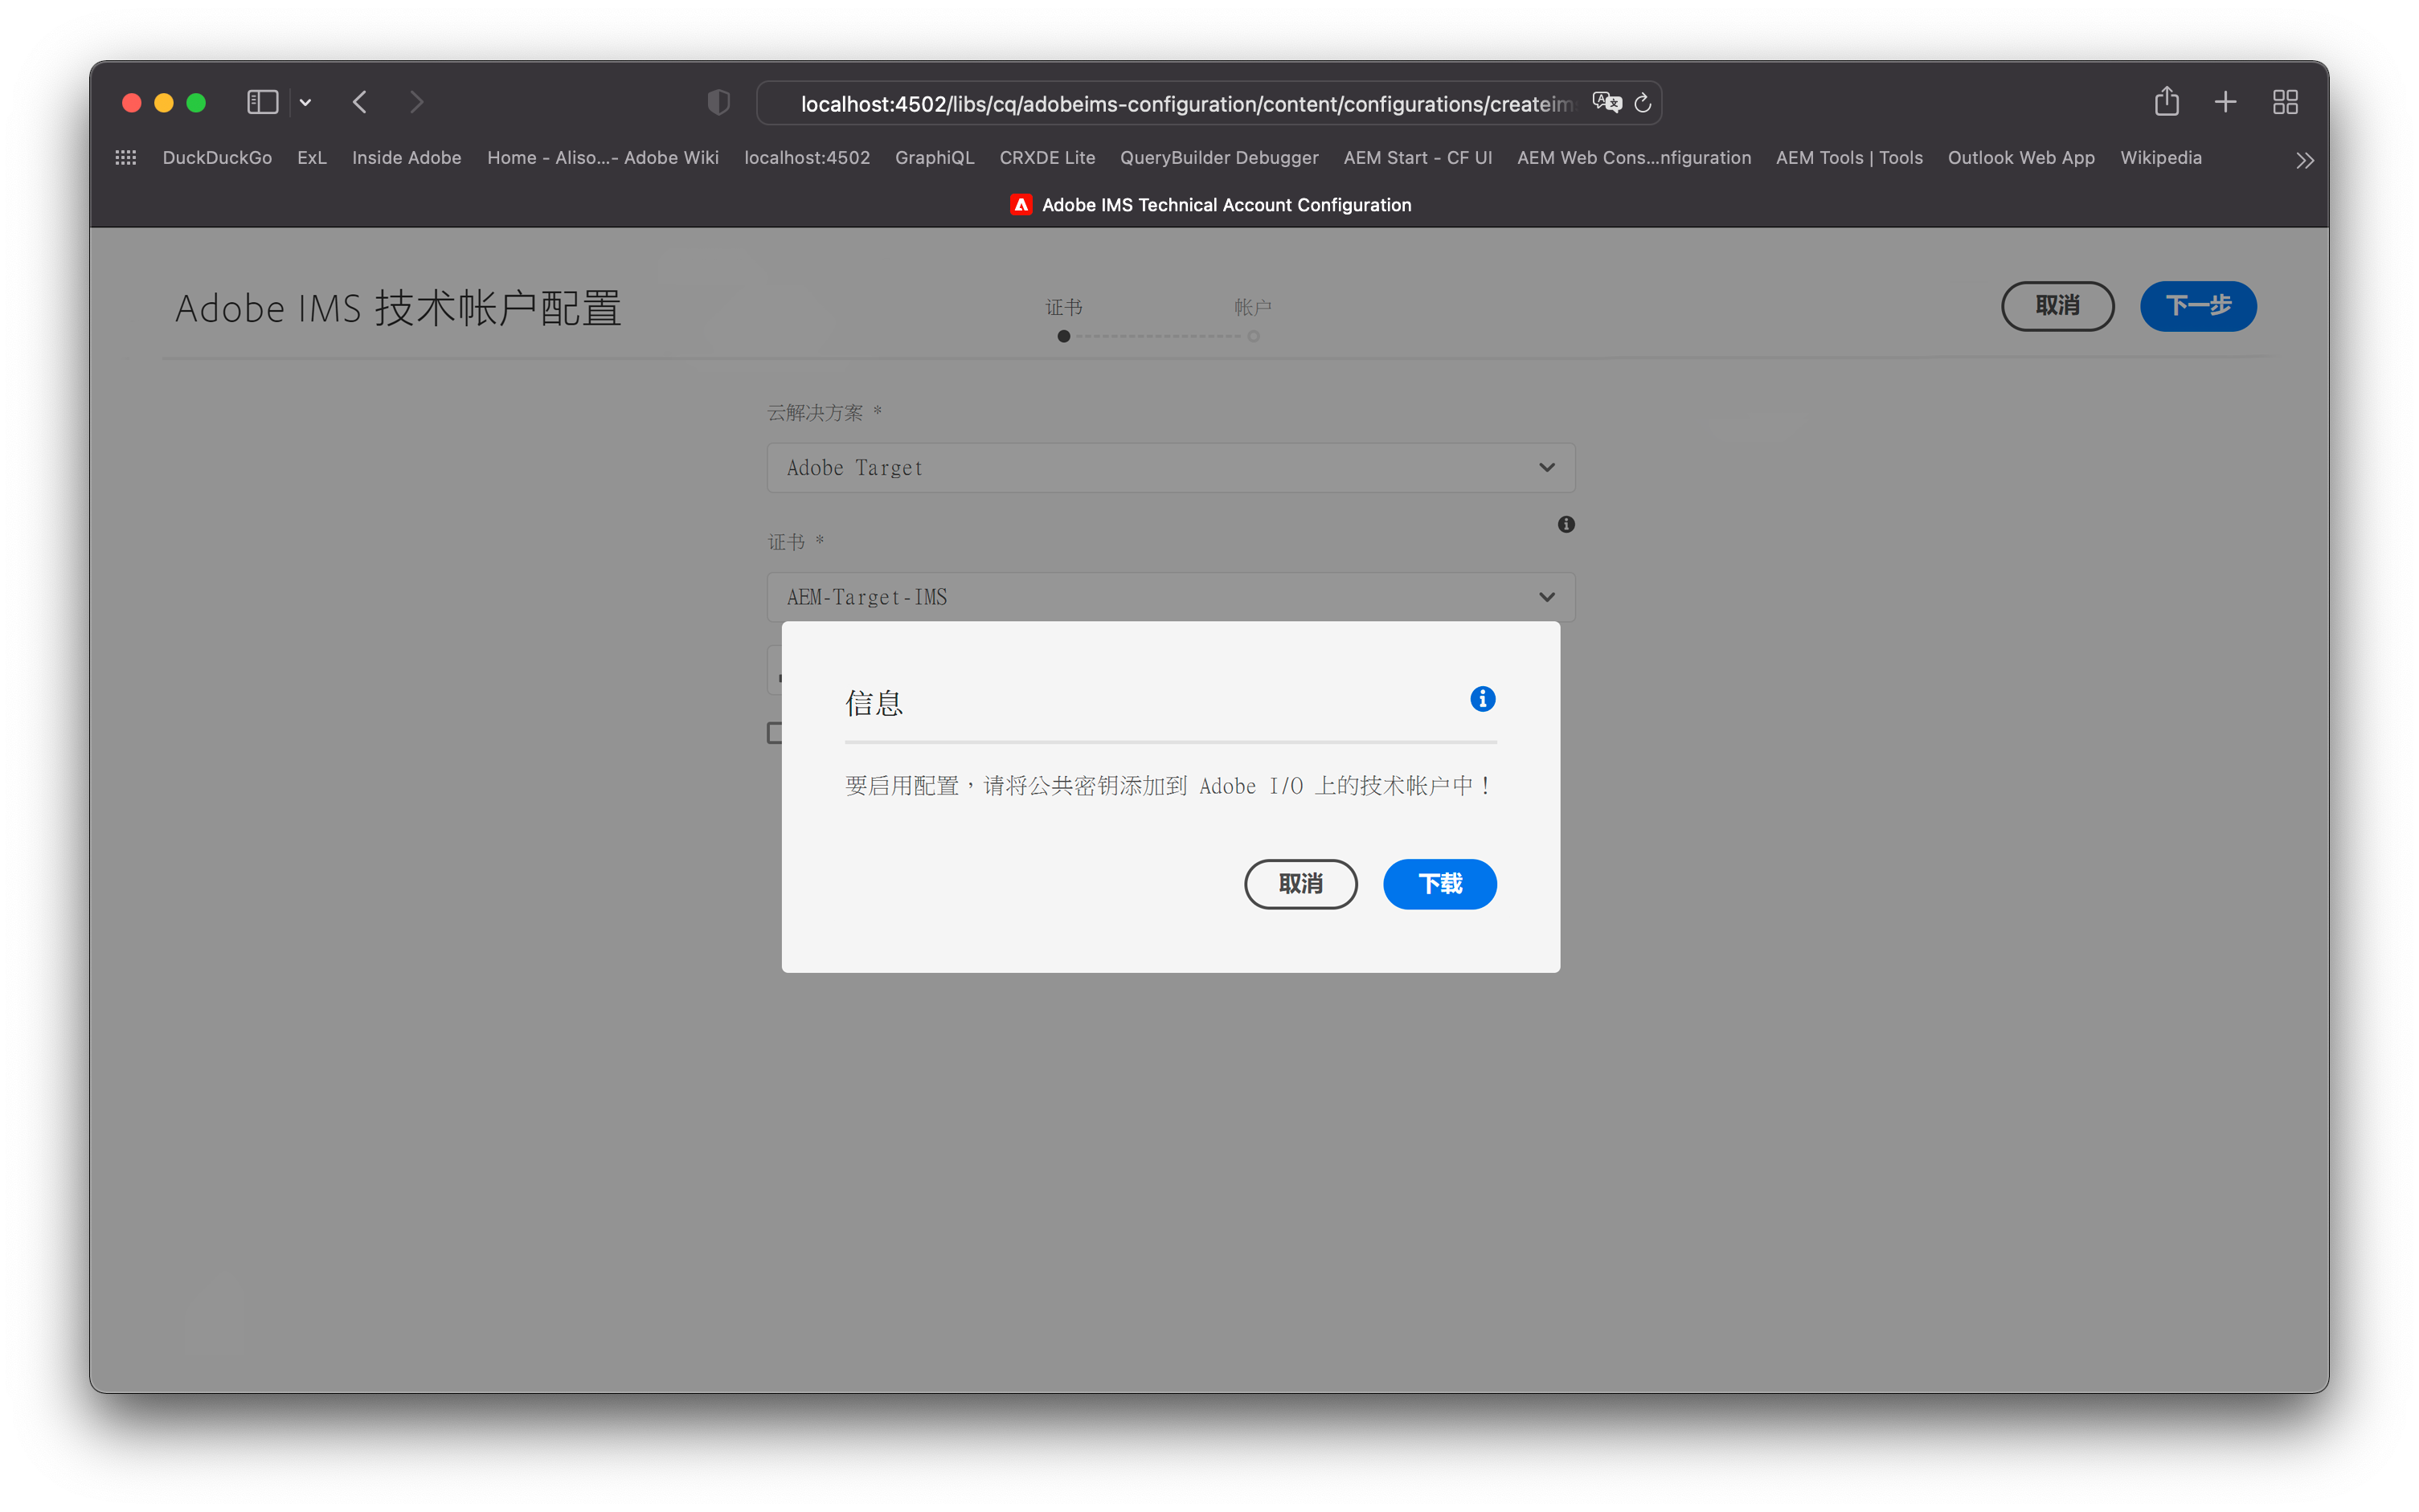 localhost:4502/libs/cq/adobeims-configuration/content/configurations/createim
DuckDuckGo ExL Inside Adobe Home - Aliso...- Adobe Wiki localhost:4502 GraphiQL CRXDE Lite QueryBuilder Debugger AEM Start - CF UI AEM Web Cons...nfiguration AEM Tools | Tools Outlook Web App Wikipedia
Adobe IMS Technical Account Configuration
Adobe IMS 技术帐户配置
证书 帐户
取消 下一步
云解决方案 *
Adobe Target
证书 *
AEM-Target-IMS
信息
要启用配置，请将公共密钥添加到 Adobe I/O 上的技术帐户中！
取消 下载